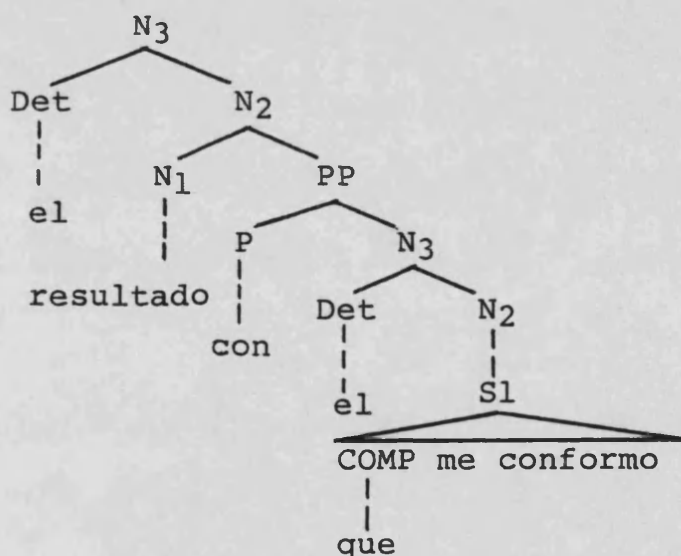 N3
Det N2
N1 PP
el
P N3
resultado
Det N2
con
el S1
COMP me conformo
que